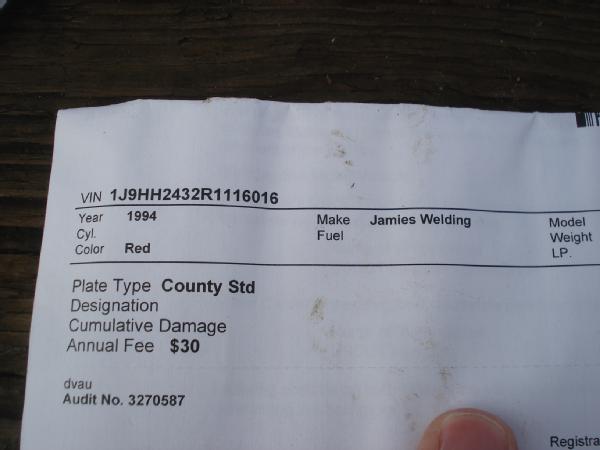 VIN 1J9HH2432R1116016
Year 1994 Make Jamies Welding Model
Cyl. Fuel Weight
Color Red LP.
Plate Type County Std
Designation
Cumulative Damage
Annual Fee $30
dvau
Audit No. 3270587
Registra